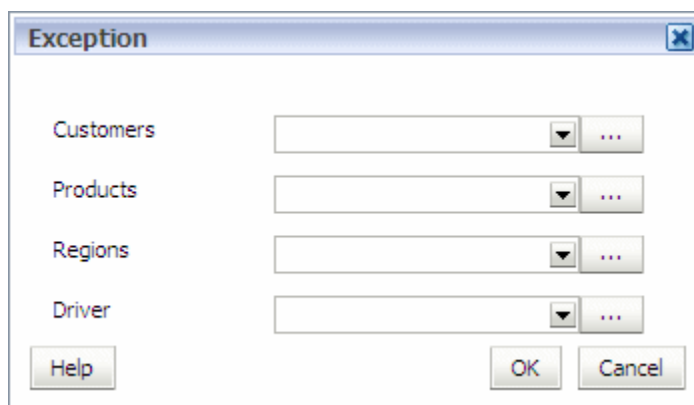 Exception
Customers ...
Products ...
Regions ...
Driver ...
Help OK Cancel